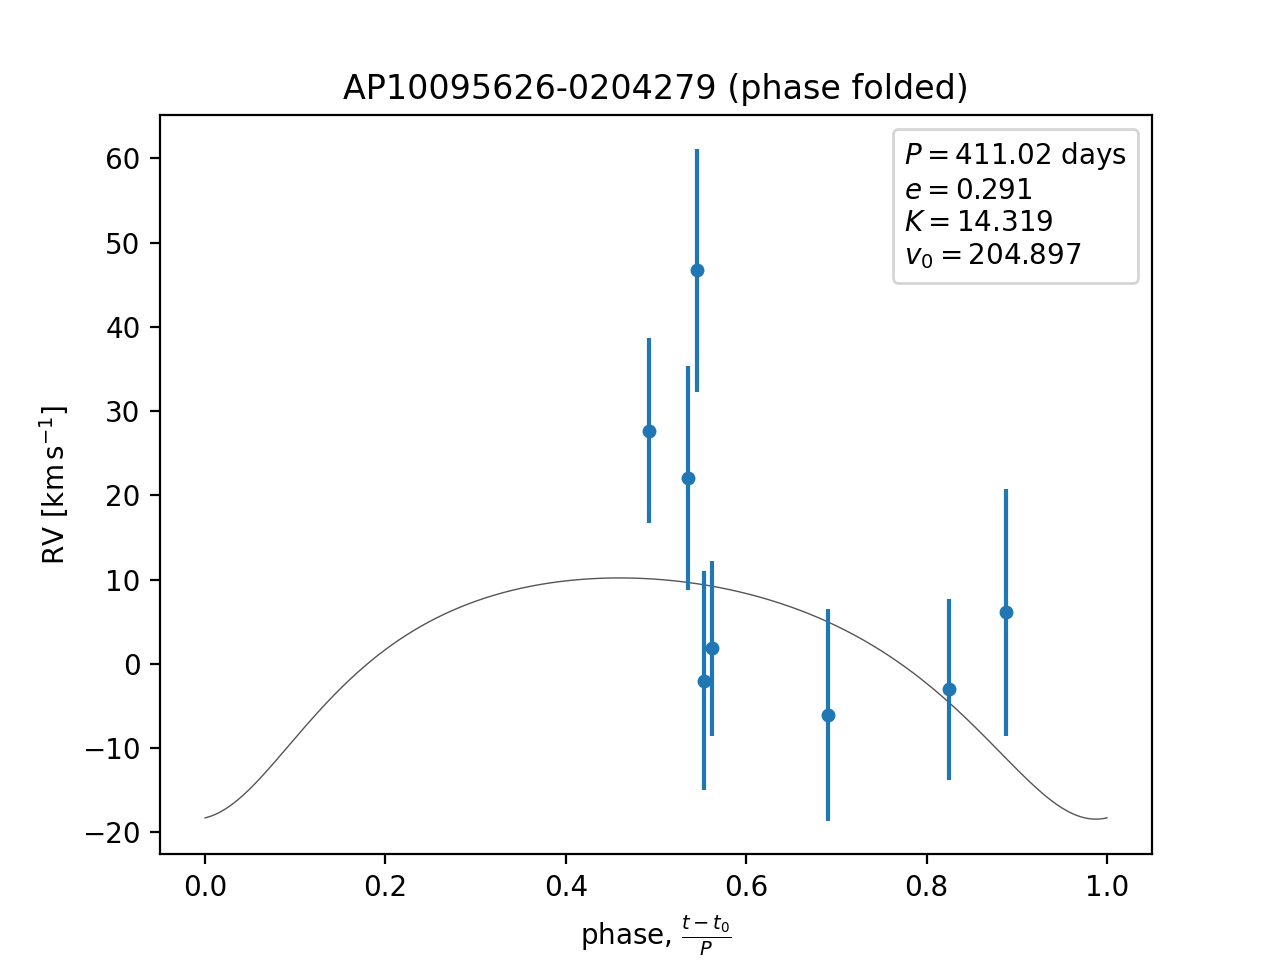 AP10095626-0204279 (phase folded)
P = 411.02 days
e = 0.291
K = 14.319
v₀ = 204.897
60
50
40
30
20
10
0
−10
−20
RV [km s⁻¹]
0.0 0.2 0.4 0.6 0.8 1.0
phase, (t − t₀)/P